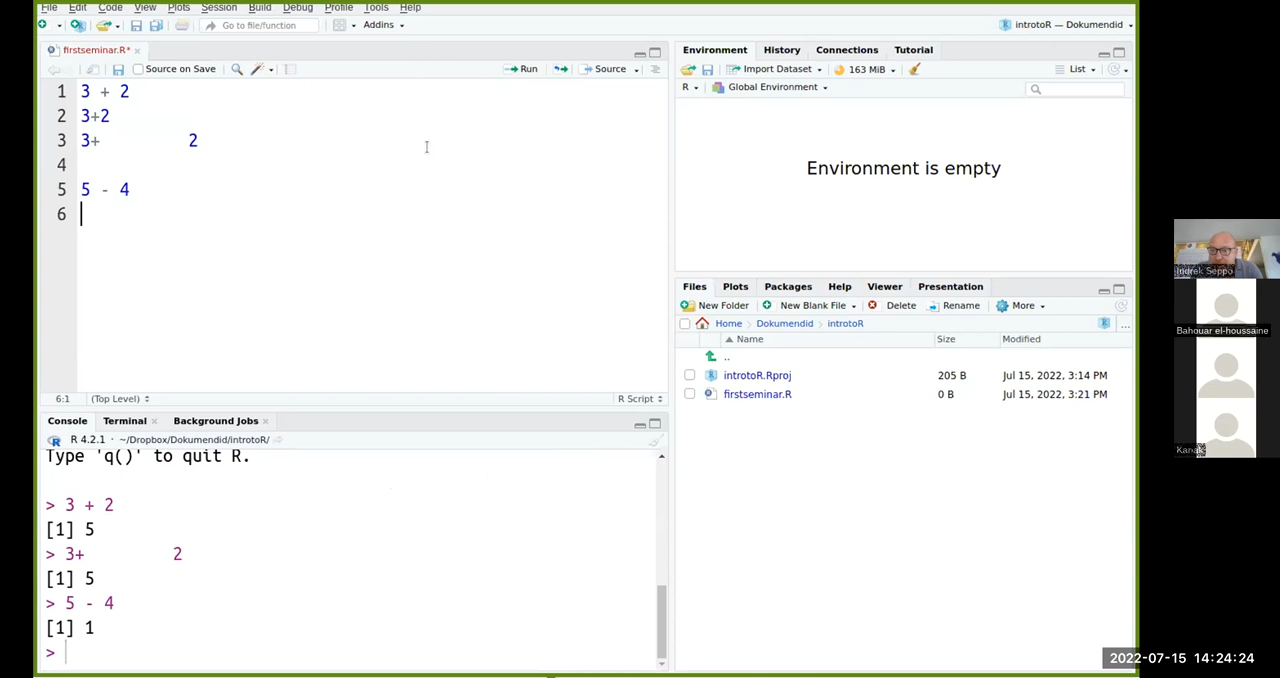 File Edit Code View Plots Session Build Debug Profile Tools Help
Go to file/function Addins introR — Dokumendid
firstseminar.R*
Source on Save Run Source
1 3 + 2
2 3+2
3 3+ 2
4
5 5 - 4
6
6:1 (Top Level) R Script
Console Terminal Background Jobs
R 4.2.1 · ~/Dropbox/Dokumendid/introtoR/
Type 'q()' to quit R.
> 3 + 2
[1] 5
> 3+ 2
[1] 5
> 5 - 4
[1] 1
>
Environment History Connections Tutorial
Import Dataset 163 MiB List
R Global Environment
Environment is empty
Files Plots Packages Help Viewer Presentation
New Folder New Blank File Delete Rename More
Home Dokumendid introtoR ...
Name Size Modified
..
introtoR.Rproj 205 B Jul 15, 2022, 3:14 PM
firstseminar.R 0 B Jul 15, 2022, 3:21 PM
Indrek Seppo
Bahouar el-houssaine
2022-07-15 14:24:24